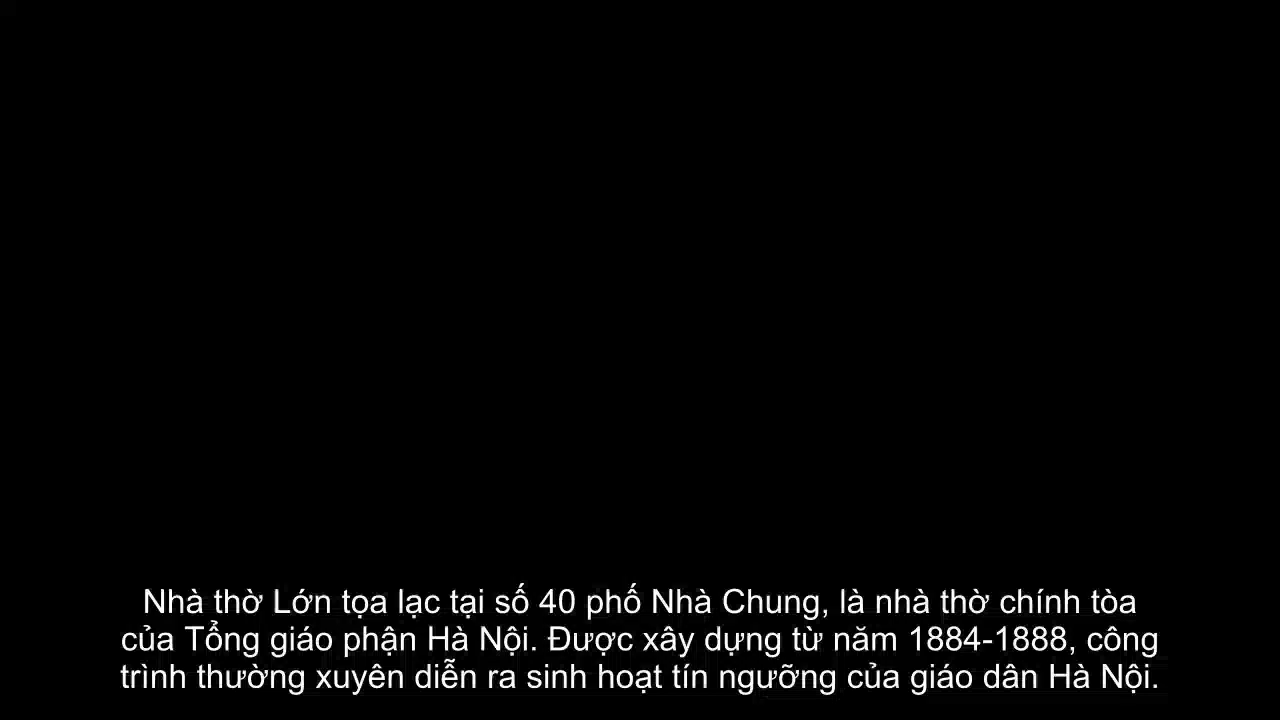 Nhà thờ Lớn tọa lạc tại số 40 phố Nhà Chung, là nhà thờ chính tòa
của Tổng giáo phận Hà Nội. Được xây dựng từ năm 1884-1888, công
trình thường xuyên diễn ra sinh hoạt tín ngưỡng của giáo dân Hà Nội.